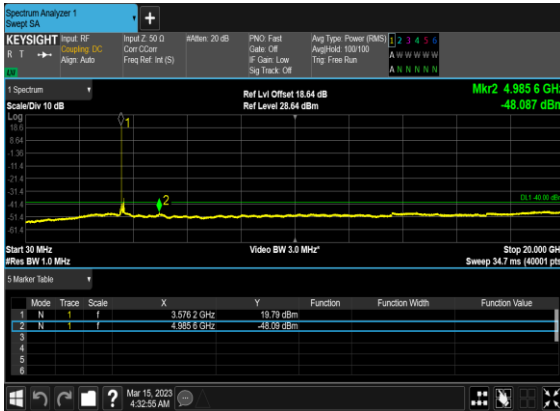 Spectrum Analyzer 1
Swept SA
+
KEYSIGHT Input: RF Input Z: 50 Ω #Atten: 20 dB PNO: Fast Avg Type: Power (RMS) 1 2 3 4 5 6
R T Coupling: DC Corr CCorr Gate: Off Avg|Hold: 100/100 A W W W W W
Align: Auto Freq Ref: Int (S) IF Gain: Low Trig: Free Run
Sig Track: Off A N N N N N
1 Spectrum Ref Lvl Offset 18.64 dB Mkr2 4.985 6 GHz
Scale/Div 10 dB Ref Level 28.64 dBm -48.087 dBm
Log
18.6
8.64
-1.36
-11.4
-21.4
-31.4
-41.4
-51.4
-61.4
1
2
DL1 -40.00 dBm
Start 30 MHz Video BW 3.0 MHz* Stop 20.000 GHz
#Res BW 1.0 MHz Sweep 34.7 ms (40001 pts)
5 Marker Table
Mode Trace Scale X Y Function Function Width Function Value
1 N 1 f 3.576 2 GHz 19.79 dBm
2 N 1 f 4.985 6 GHz -48.09 dBm
3
4
5
6
? Mar 15, 2023
4:32:55 AM